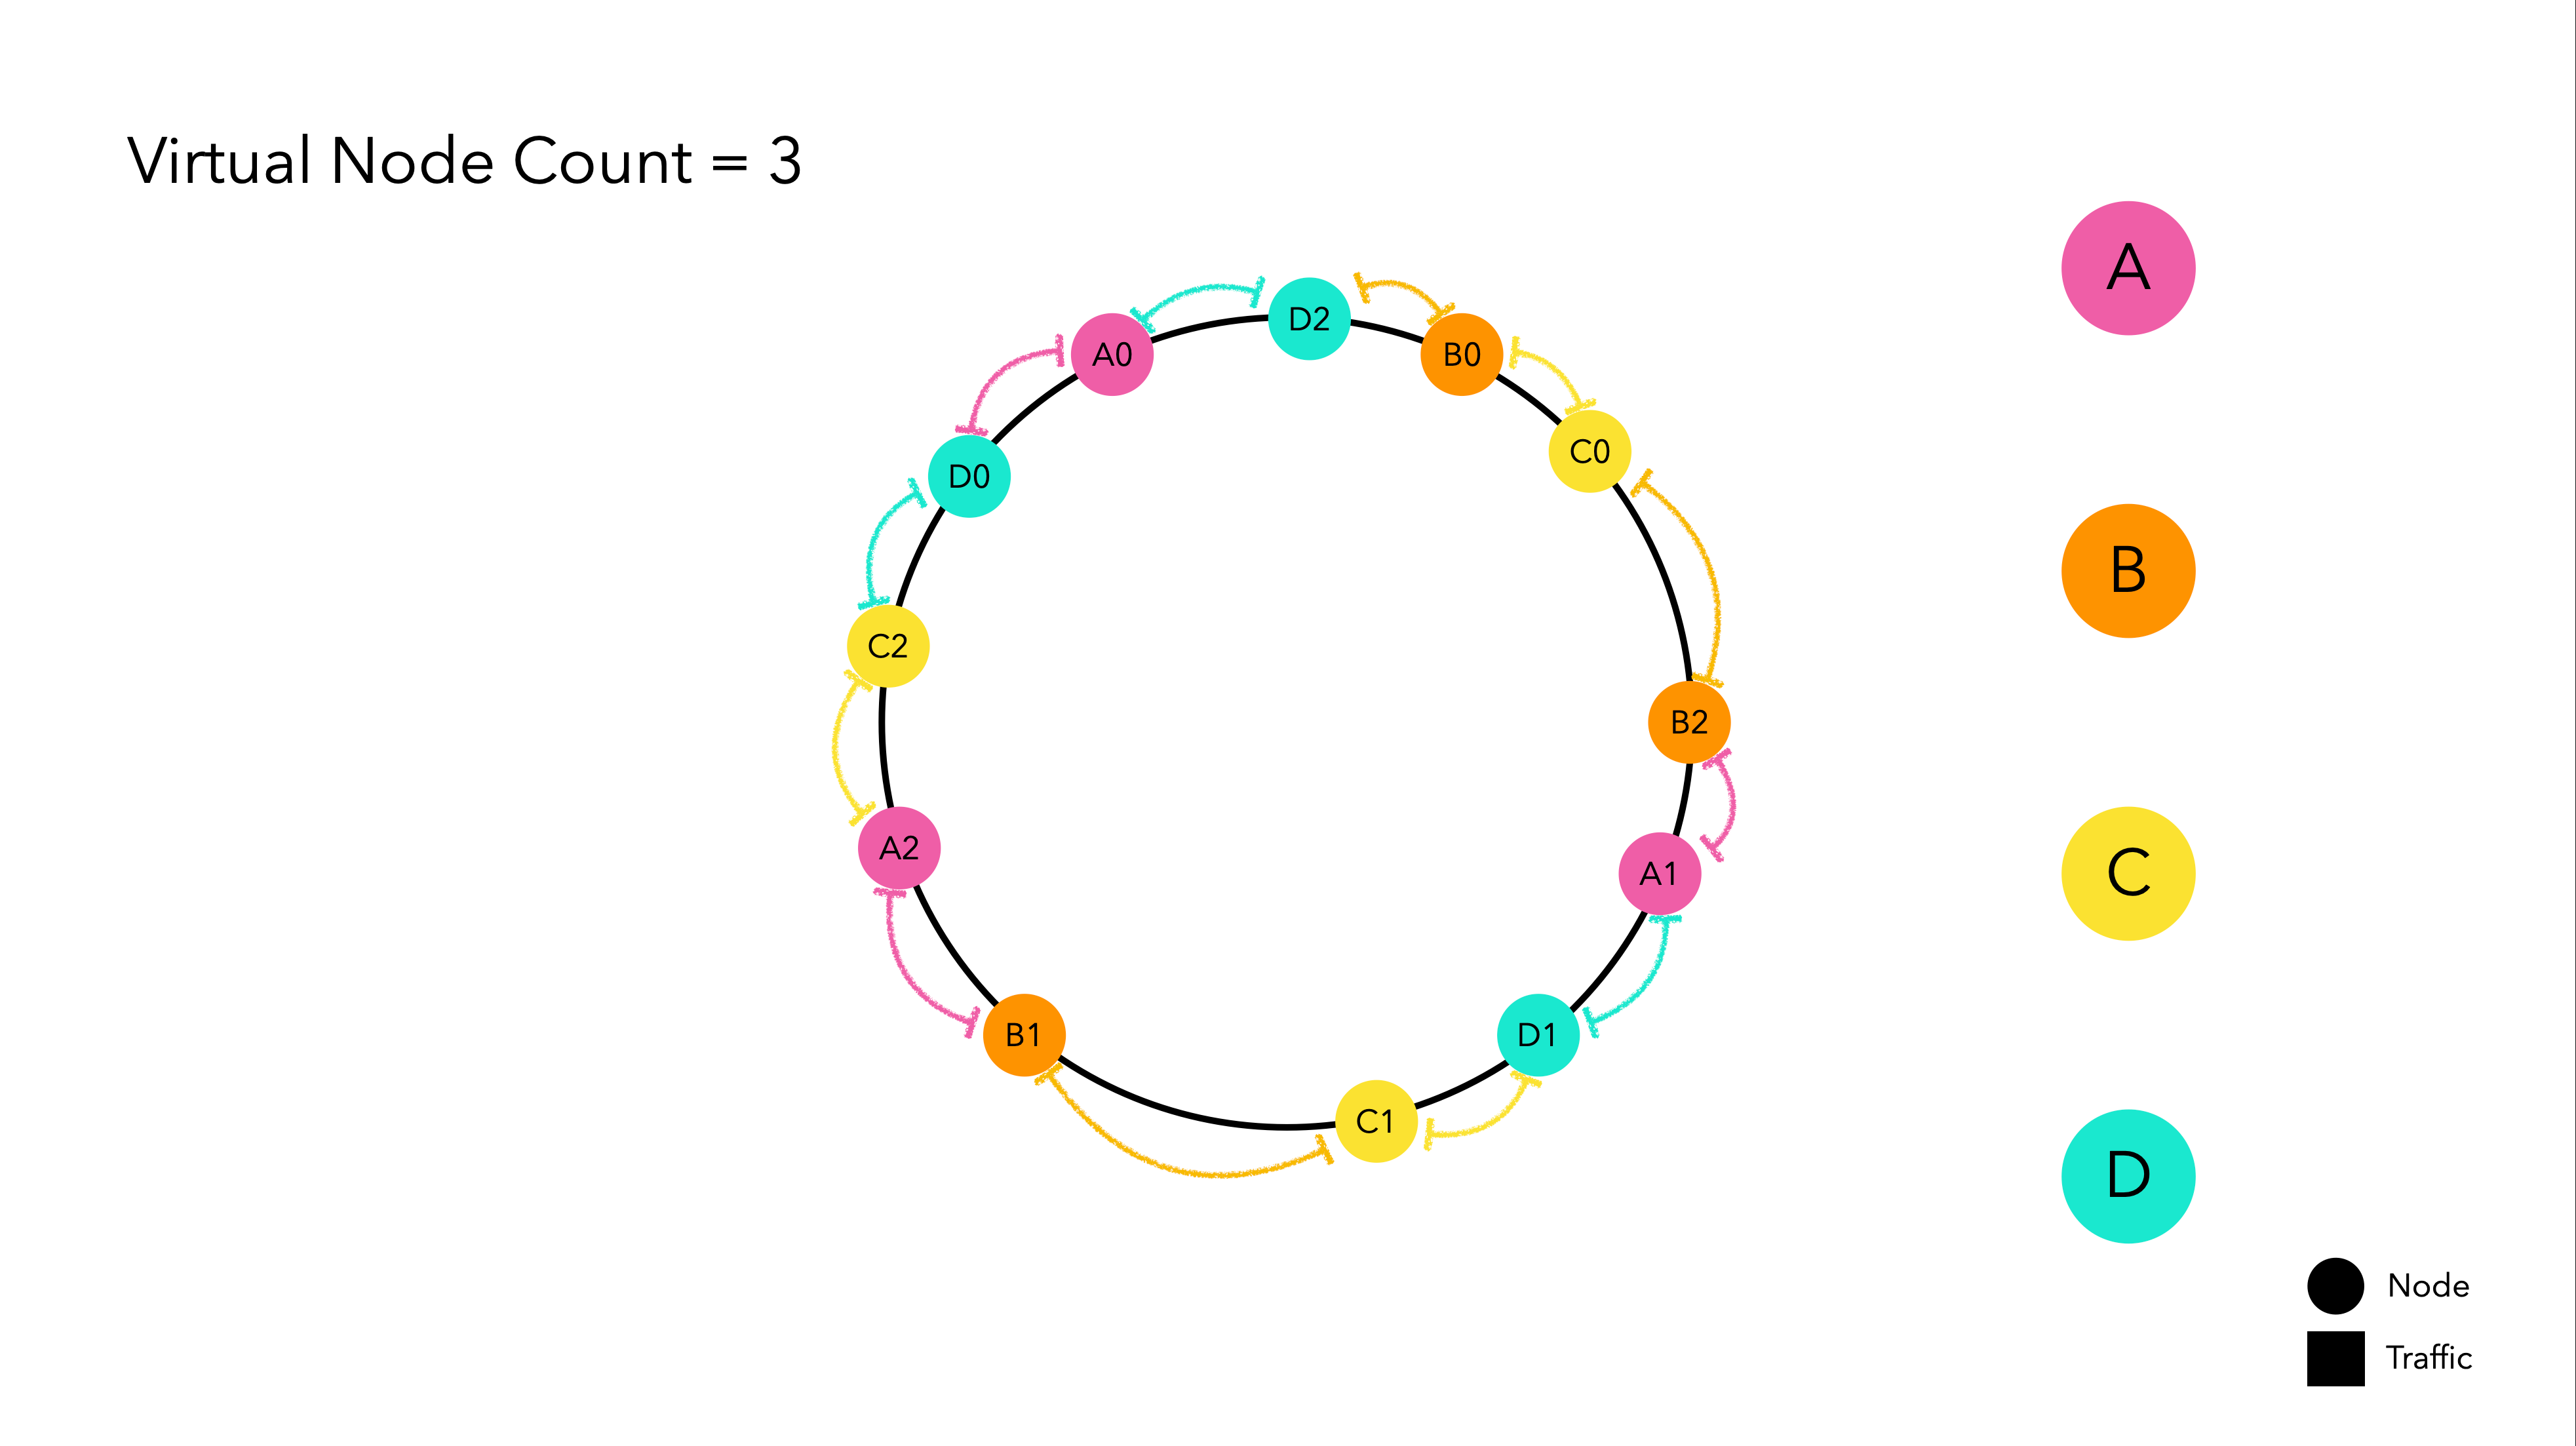 Virtual Node Count = 3
A
D2
A0
B0
C0
D0
B
C2
B2
A2
A1
C
B1
D1
C1
D
Node
Traffic